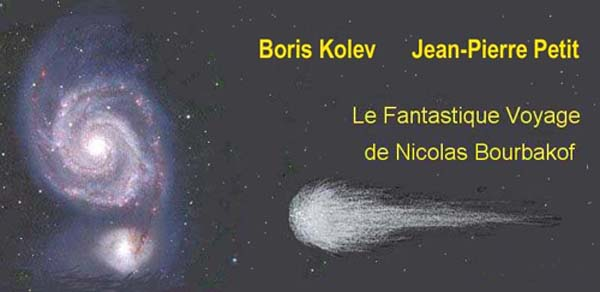 Boris Kolev Jean-Pierre Petit
Le Fantastique Voyage
de Nicolas Bourbakof